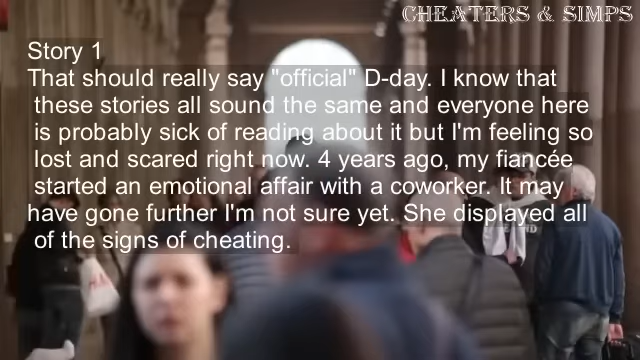 CHEATERS & SIMPS
Story 1
That should really say "official" D-day. I know that
these stories all sound the same and everyone here
is probably sick of reading about it but I'm feeling so
lost and scared right now. 4 years ago, my fiancée
started an emotional affair with a coworker. It may
have gone further I'm not sure yet. She displayed all
of the signs of cheating.